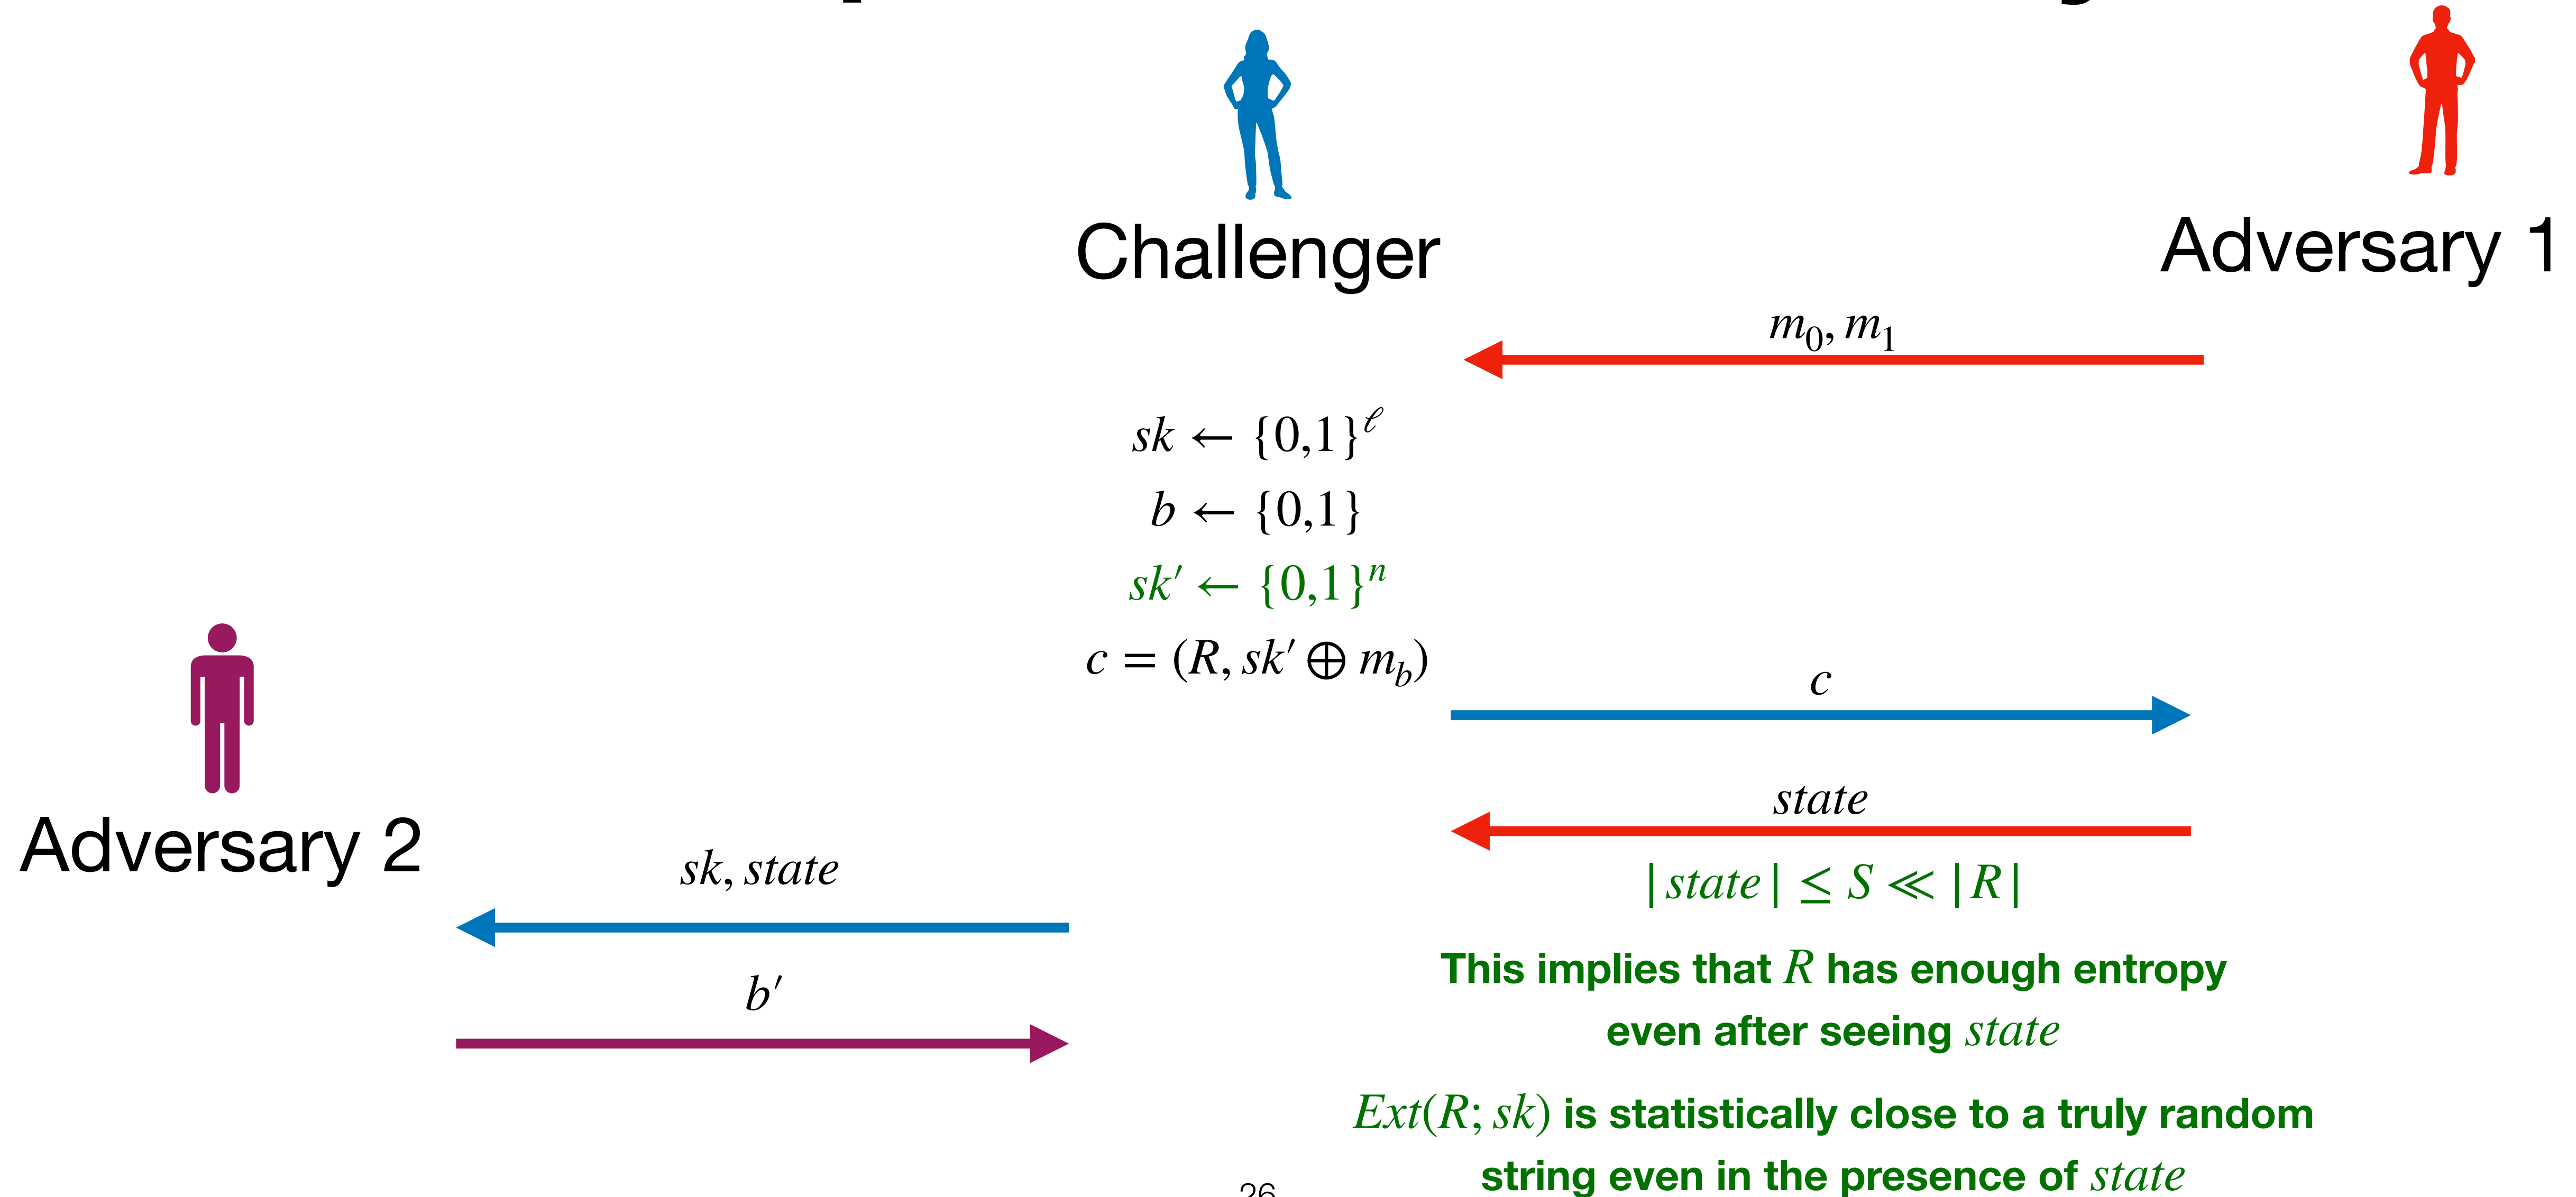 Challenger
Adversary 1
m₀, m₁
sk ← {0,1}^ℓ
b ← {0,1}
sk′ ← {0,1}ⁿ
c = (R, sk′ ⊕ m_b)
c
state
|state| ≤ S ≪ |R|
Adversary 2
sk, state
b′
This implies that R has enough entropy
even after seeing state
Ext(R; sk) is statistically close to a truly random
string even in the presence of state
26